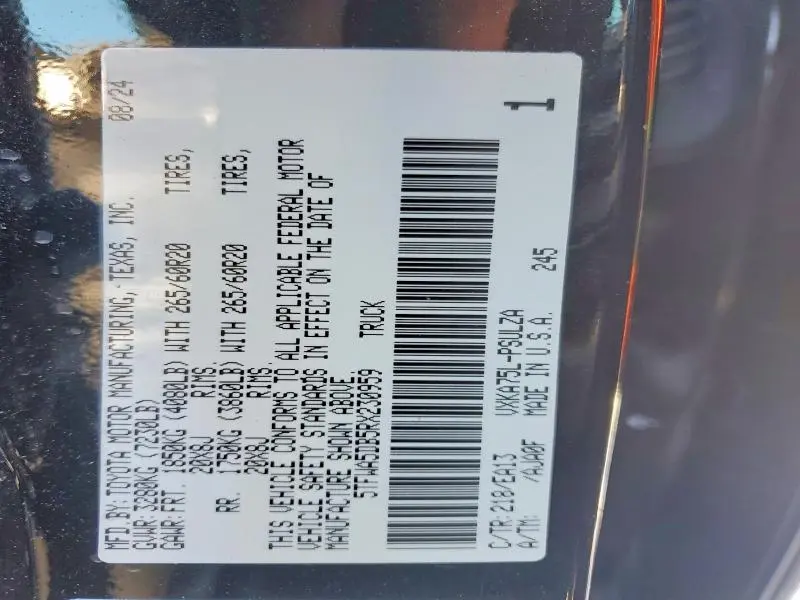 MFD.BY:TOYOTA MOTOR MANUFACTURING, TEXAS, INC. 08/24
GVWR:3280KG (7230LB)
GAWR:FRT. 1850KG (4080LB) WITH 265/60R20 TIRES,
20X8J RIMS.
RR. 1750KG (3860LB) WITH 265/60R20 TIRES,
20X8J RIMS.
THIS VEHICLE CONFORMS TO ALL APPLICABLE FEDERAL MOTOR
VEHICLE SAFETY STANDARDS IN EFFECT ON THE DATE OF
MANUFACTURE SHOWN ABOVE.
5TFWA5DB5RX230959 TRUCK
1
C/TR:218/EA13 VXKA75L-PSULZA
A/TM: /AJA0F MADE IN U.S.A. 245